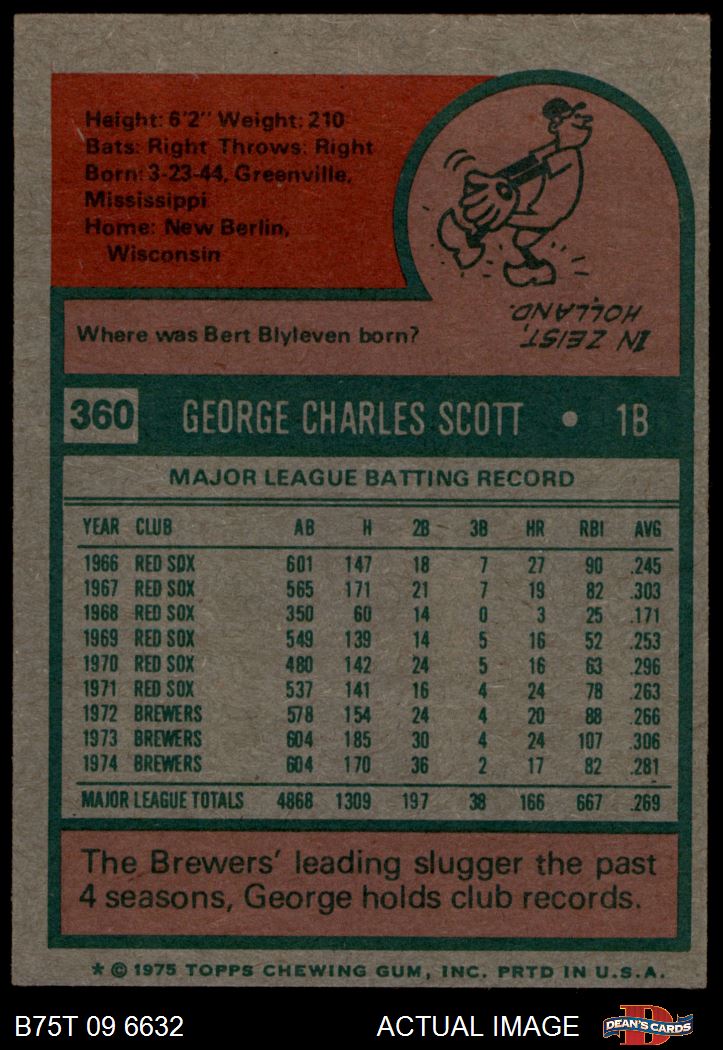 Height: 6'2" Weight: 210
Bats: Right Throws: Right
Born: 3-23-44, Greenville,
Mississippi
Home: New Berlin,
Wisconsin
Where was Bert Blyleven born?
IN ZEIST,
HOLLAND.
360 GEORGE CHARLES SCOTT • 1B
MAJOR LEAGUE BATTING RECORD
YEAR CLUB AB H 2B 3B HR RBI AVG
1966 RED SOX 601 147 18 7 27 90 .245
1967 RED SOX 565 171 21 7 19 82 .303
1968 RED SOX 350 60 14 0 3 25 .171
1969 RED SOX 549 139 14 5 16 52 .253
1970 RED SOX 480 142 24 5 16 63 .296
1971 RED SOX 537 141 16 4 24 78 .263
1972 BREWERS 578 154 24 4 20 88 .266
1973 BREWERS 604 185 30 4 24 107 .306
1974 BREWERS 604 170 36 2 17 82 .281
MAJOR LEAGUE TOTALS 4868 1309 197 38 166 667 .269
The Brewers' leading slugger the past
4 seasons, George holds club records.
* © 1975 TOPPS CHEWING GUM, INC. PRTD IN U.S.A.
B75T 09 6632 ACTUAL IMAGE
D
DEAN'S CARDS